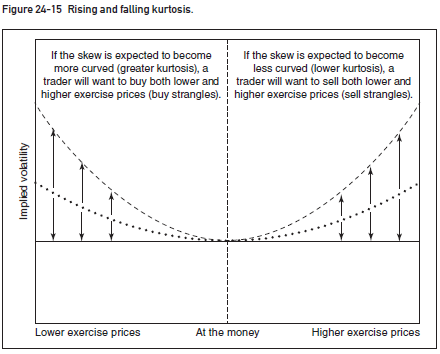 Figure 24-15 Rising and falling kurtosis.
If the skew is expected to become
more curved (greater kurtosis), a
trader will want to buy both lower and
higher exercise prices (buy strangles).
If the skew is expected to become
less curved (lower kurtosis), a
trader will want to sell both lower and
higher exercise prices (sell strangles).
Implied volatility
Lower exercise prices
At the money
Higher exercise prices